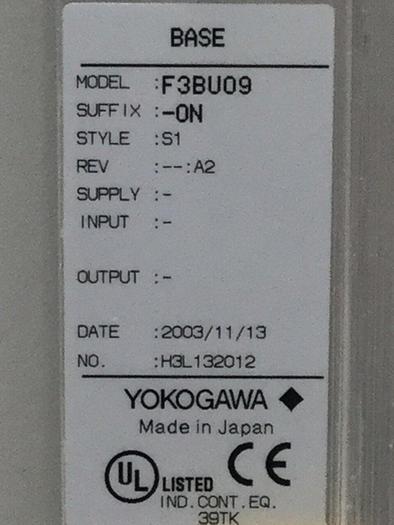 BASE
MODEL :F3BU09
SUFFIX :-0N
STYLE :S1
REV :--:A2
SUPPLY :-
INPUT :-
OUTPUT :-
DATE :2003/11/13
NO. :H3L132012
YOKOGAWA
Made in Japan
UL LISTED CE
IND.CONT.EQ.
39TK